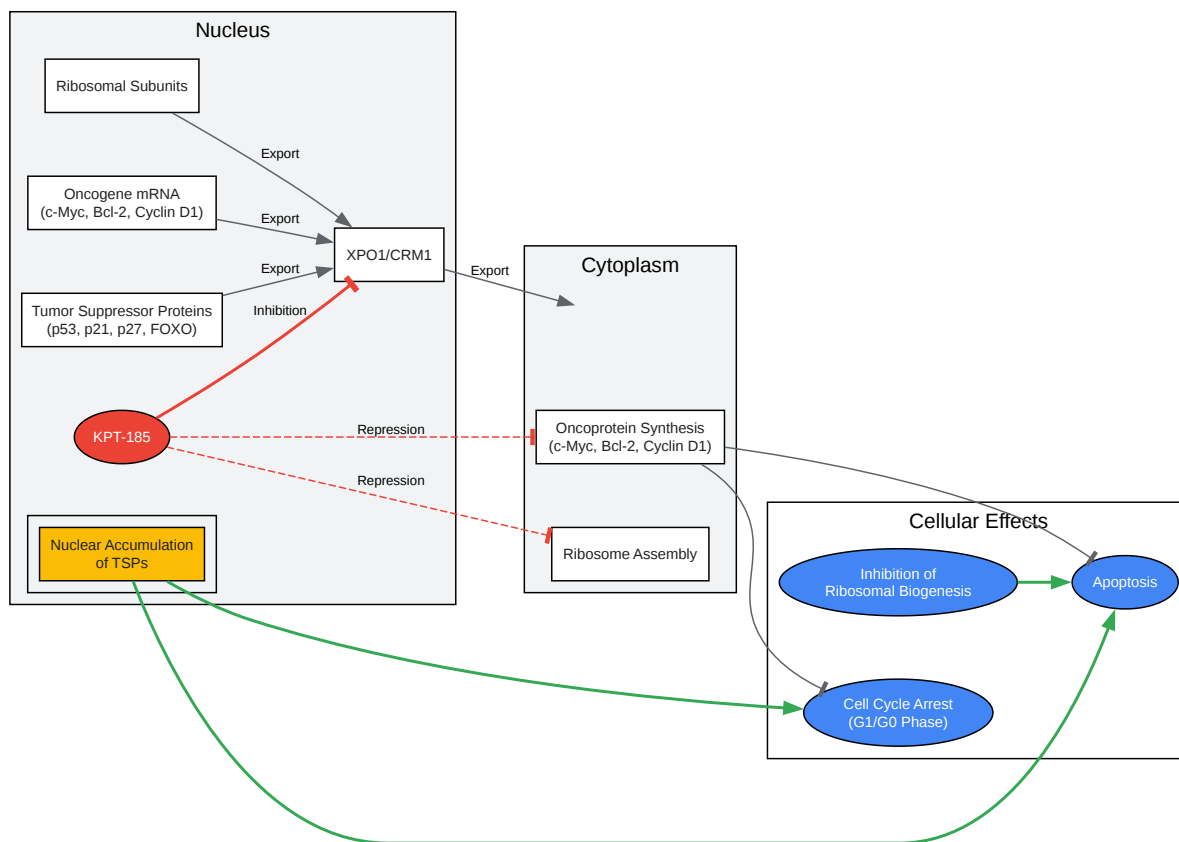 Nucleus
Ribosomal Subunits
Export
Oncogene mRNA
(c-Myc, Bcl-2, Cyclin D1)
Export
XPO1/CRM1
Export
Tumor Suppressor Proteins
(p53, p21, p27, FOXO)
Export
Inhibition
KPT-185
Repression
Repression
Nuclear Accumulation
of TSPs
Cytoplasm
Oncoprotein Synthesis
(c-Myc, Bcl-2, Cyclin D1)
Ribosome Assembly
Cellular Effects
Inhibition of
Ribosomal Biogenesis
Apoptosis
Cell Cycle Arrest
(G1/G0 Phase)